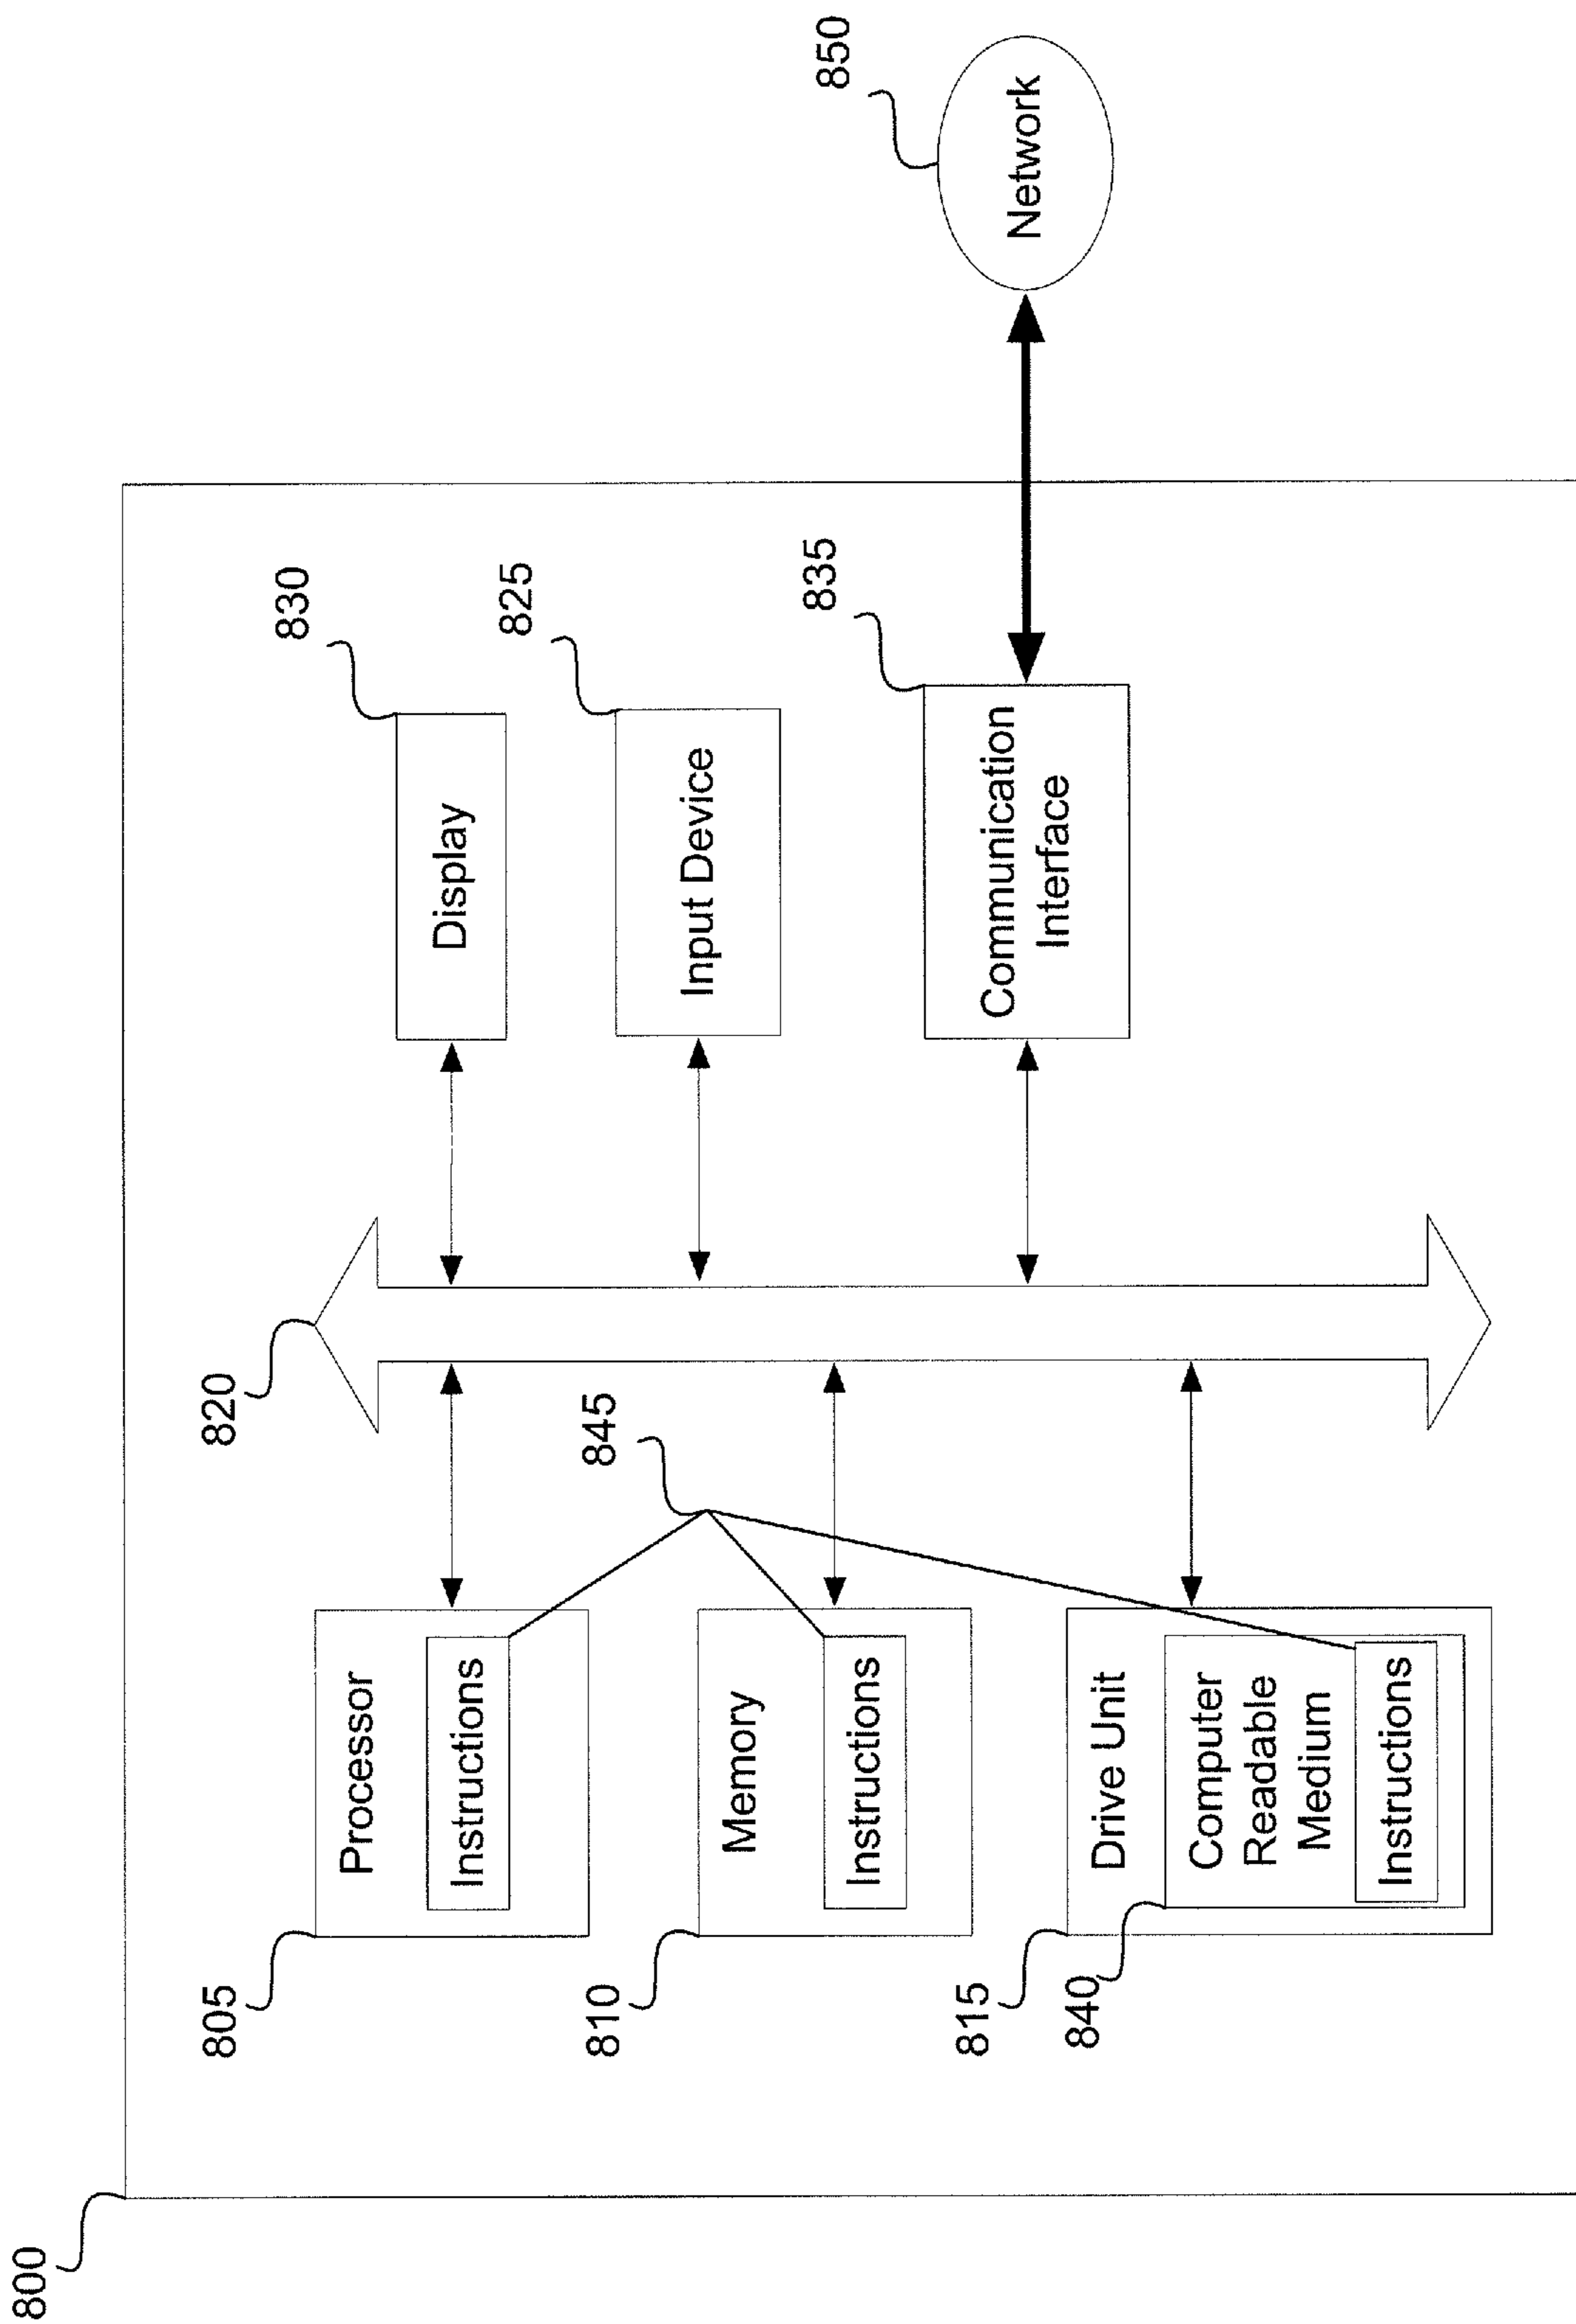 800
805
Processor
Instructions
810
Memory
Instructions
815
Drive Unit
840
Computer
Readable
Medium
Instructions
845
820
830
Display
825
Input Device
835
Communication
Interface
850
Network